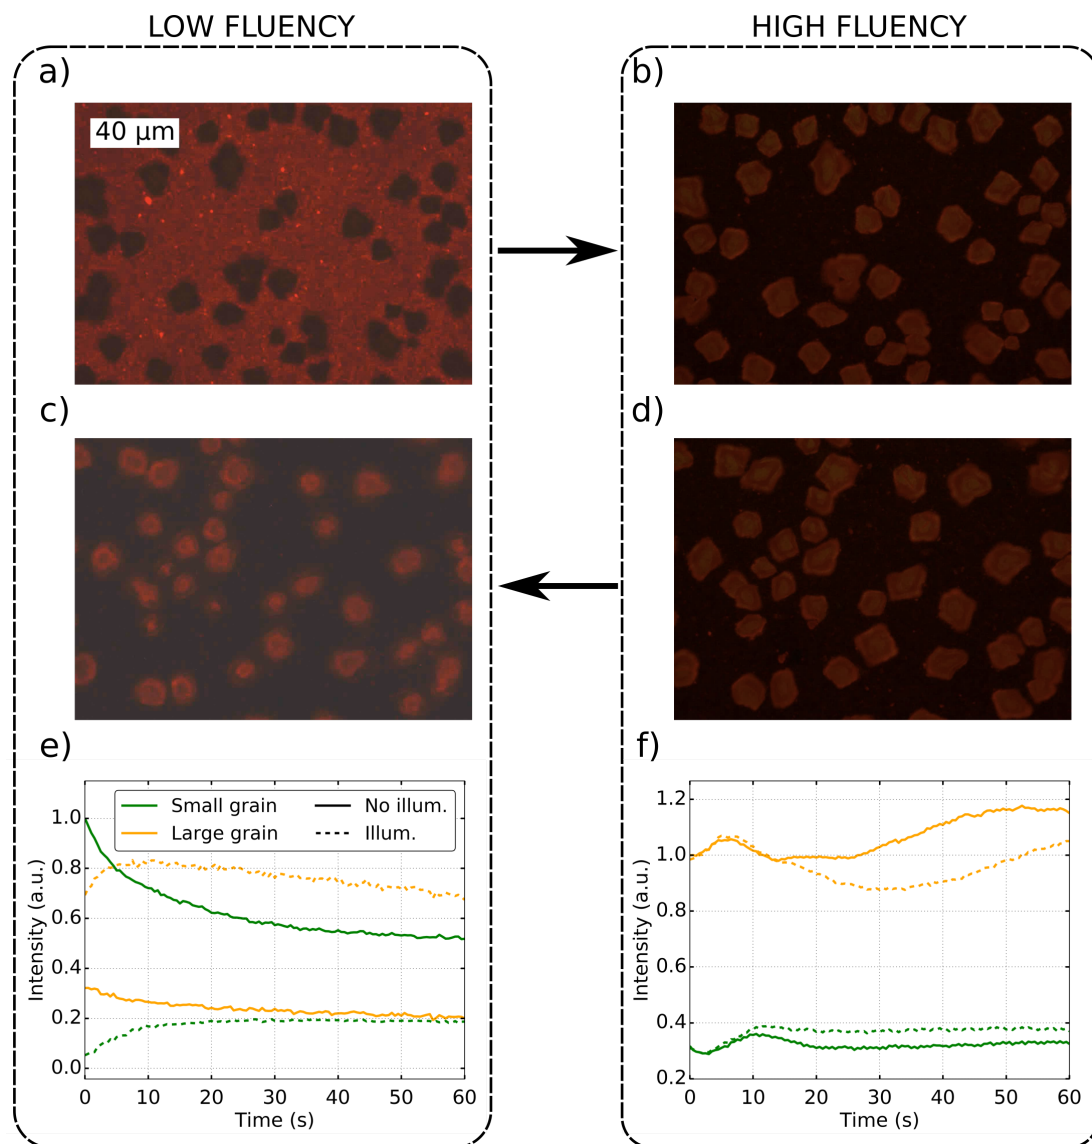 LOW FLUENCY
HIGH FLUENCY
a)
b)
40 μm
c)
d)
e)
f)
Small grain
No illum.
Large grain
Illum.
Intensity (a.u.)
1.0
0.8
0.6
0.4
0.2
0.0
0 10 20 30 40 50 60
Time (s)
Intensity (a.u.)
1.2
1.0
0.8
0.6
0.4
0.2
0 10 20 30 40 50 60
Time (s)